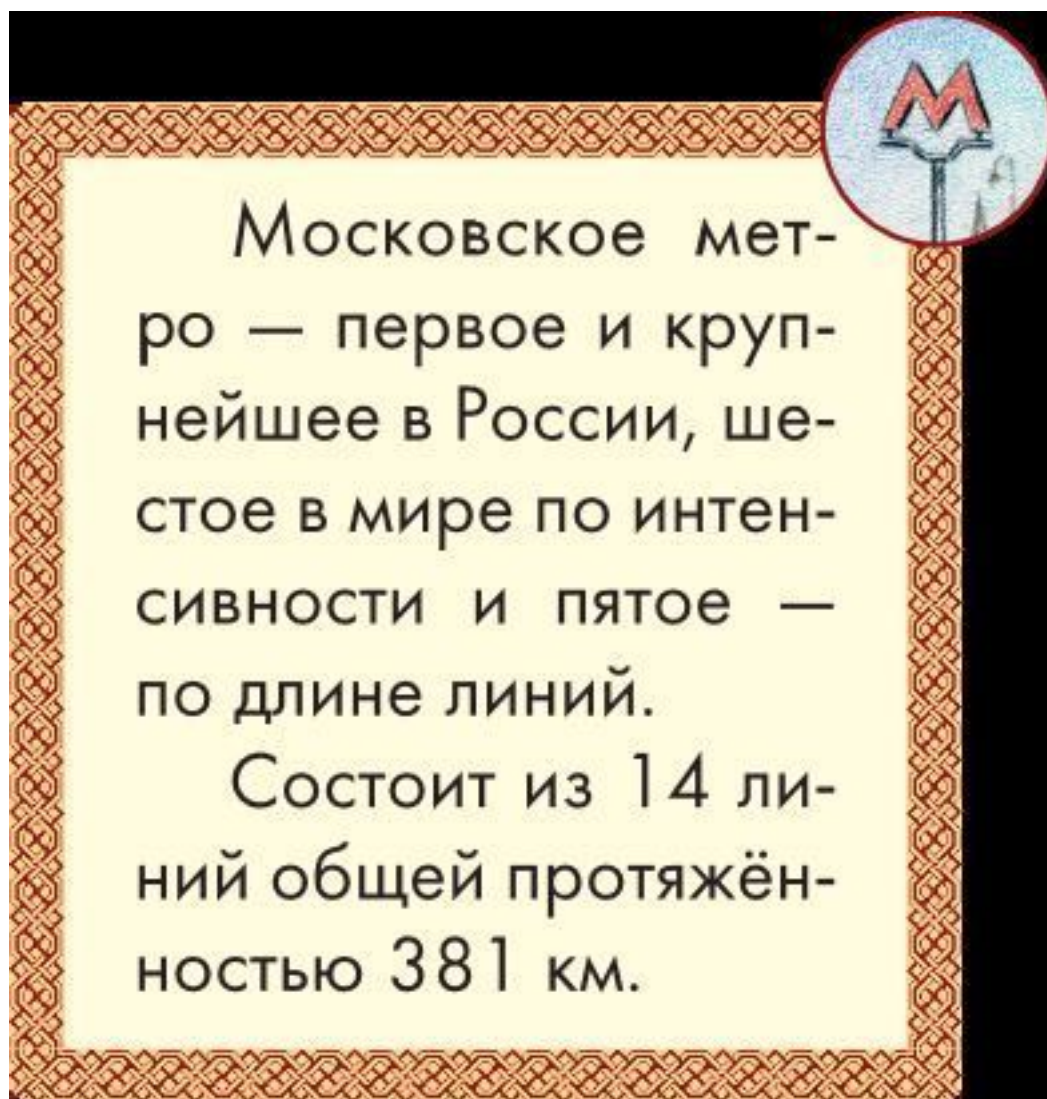 М
Московское мет-
ро — первое и круп-
нейшее в России, ше-
стое в мире по интен-
сивности и пятое —
по длине линий.
Состоит из 14 ли-
ний общей протяжён-
ностью 381 км.